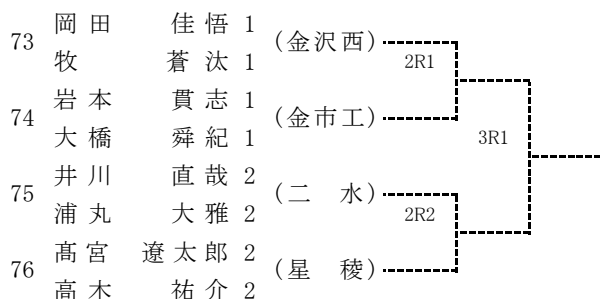 岡田 佳悟 1
73 (金沢西)
牧 蒼汰 1
2R1
岩本 貫志 1
74 (金市工)
大橋 舜紀 1
3R1
井川 直哉 2
75 (二 水)
浦丸 大雅 2
2R2
髙宮 遼太郎 2
76 (星 稜)
高木 祐介 2